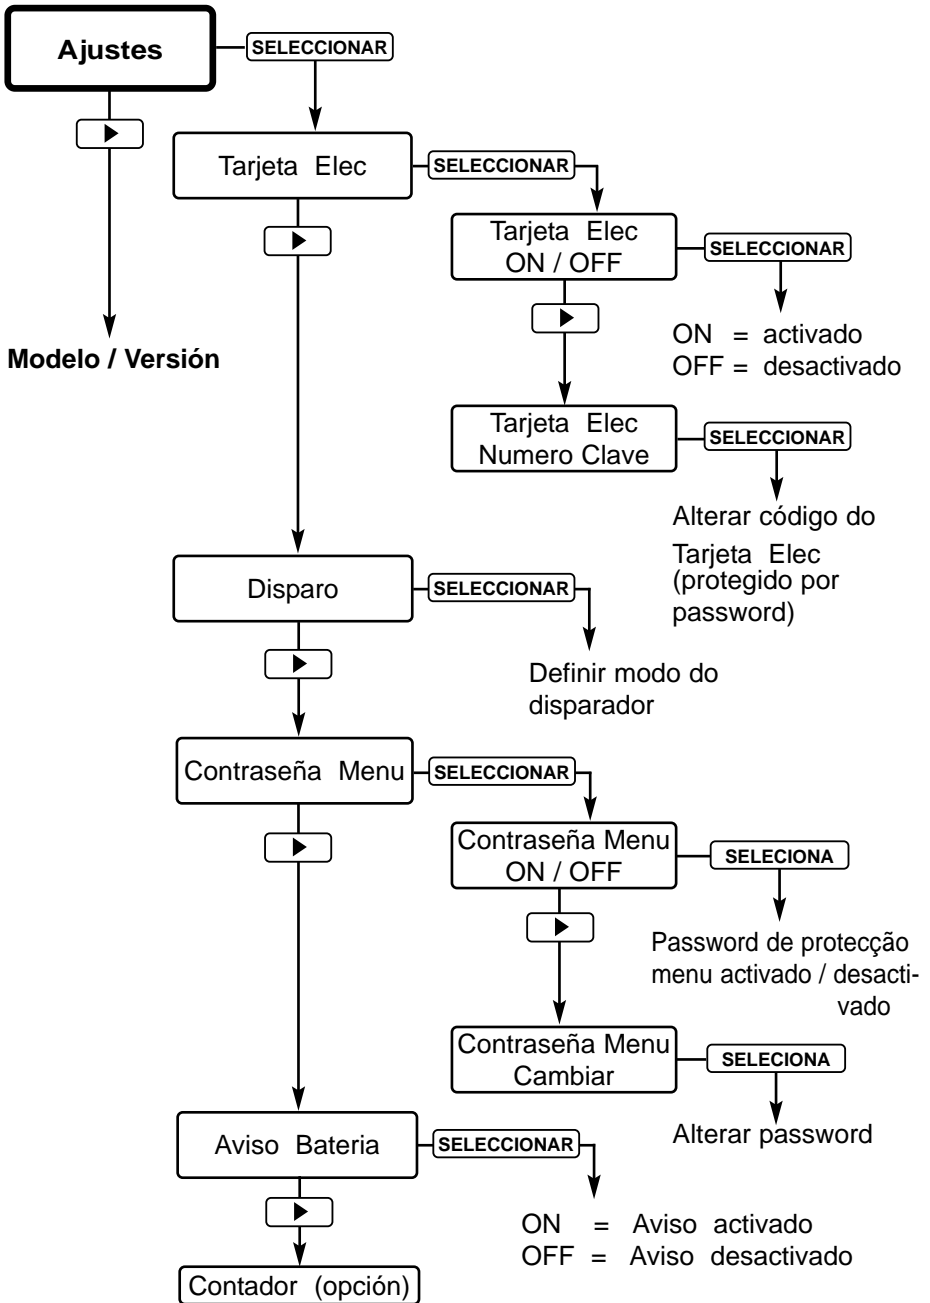 Ajustes
SELECCIONAR
Tarjeta Elec
SELECCIONAR
Tarjeta Elec
ON / OFF
SELECCIONAR
ON = activado
OFF = desactivado
Modelo / Versión
Tarjeta Elec
Numero Clave
SELECCIONAR
Alterar código do
Tarjeta Elec
(protegido por
password)
Disparo
SELECCIONAR
Definir modo do
disparador
Contraseña Menu
SELECCIONAR
Contraseña Menu
ON / OFF
SELECIONA
Password de protecção
menu activado / desacti-
vado
Contraseña Menu
Cambiar
SELECIONA
Alterar password
Aviso Bateria
SELECCIONAR
ON = Aviso activado
OFF = Aviso desactivado
Contador (opción)